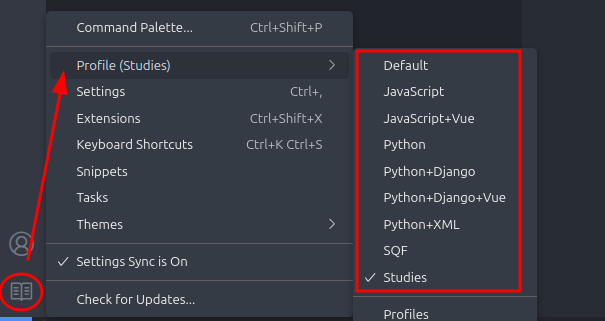 Command Palette... Ctrl+Shift+P
Profile (Studies)
Settings Ctrl+,
Extensions Ctrl+Shift+X
Keyboard Shortcuts Ctrl+K Ctrl+S
Snippets
Tasks
Themes
Settings Sync is On
Check for Updates...
Default
JavaScript
JavaScript+Vue
Python
Python+Django
Python+Django+Vue
Python+XML
SQF
Studies
Profiles